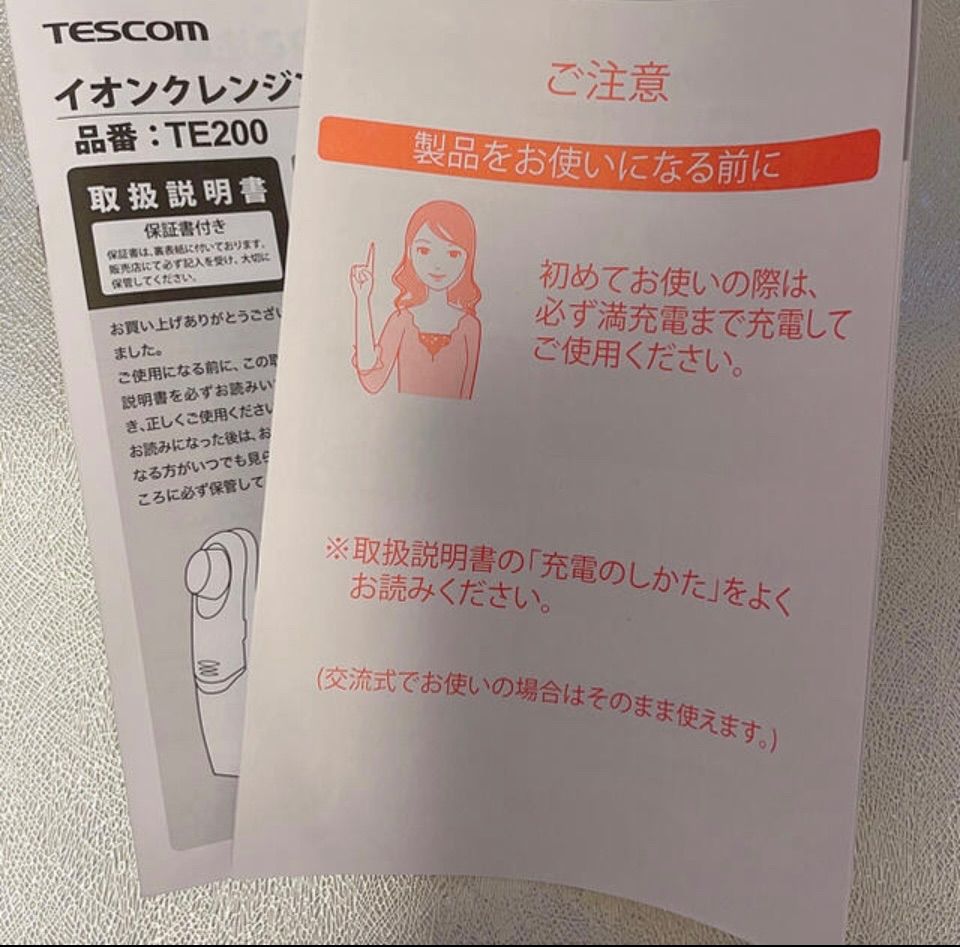 TESCOM
イオンクレンジ
品番：TE200
取扱説明書
保証書付き
保証書は、裏表紙に付いております。
販売店にて必ず記入を受け、大切に
保管してください。
お買い上げありがとうござい
ました。
ご使用になる前に、この取
説明書を必ずお読みい
き、正しくご使用くださ
お読みになった後は、お
なる方がいつでも見ら
ころに必ず保管して
ご注意
製品をお使いになる前に
初めてお使いの際は、
必ず満充電まで充電して
ご使用ください。
※取扱説明書の「充電のしかた」をよく
お読みください。
(交流式でお使いの場合はそのまま使えます。)